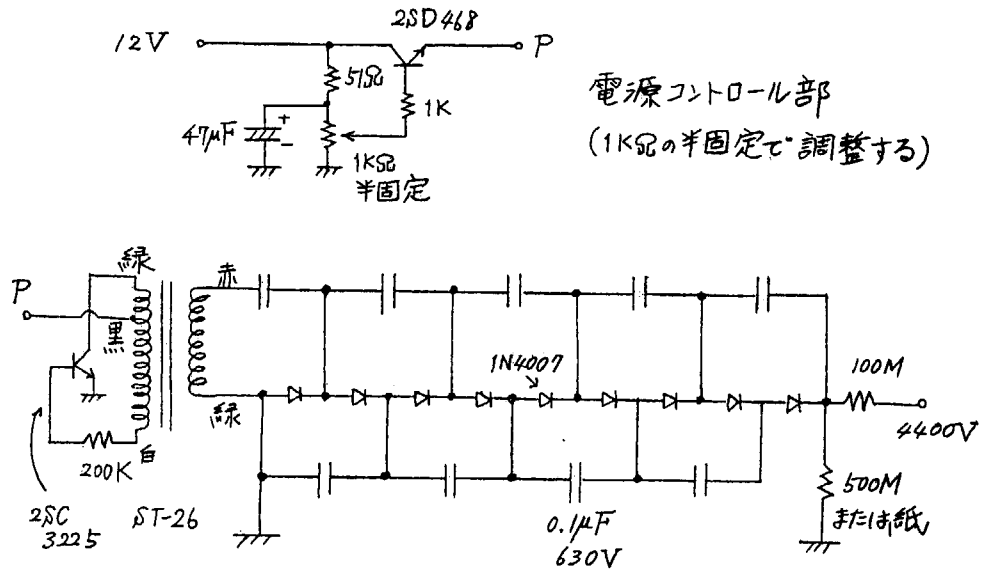 2SD468
12V
P
51Ω
1K
47μF
+
-
1KΩ
半固定
電源コントロール部
(1KΩの半固定で調整する)
緑
赤
P
黒
1N4007
100M
緑
4400V
200K
白
500M
または紙
2SC
3225
ST-26
0.1μF
630V